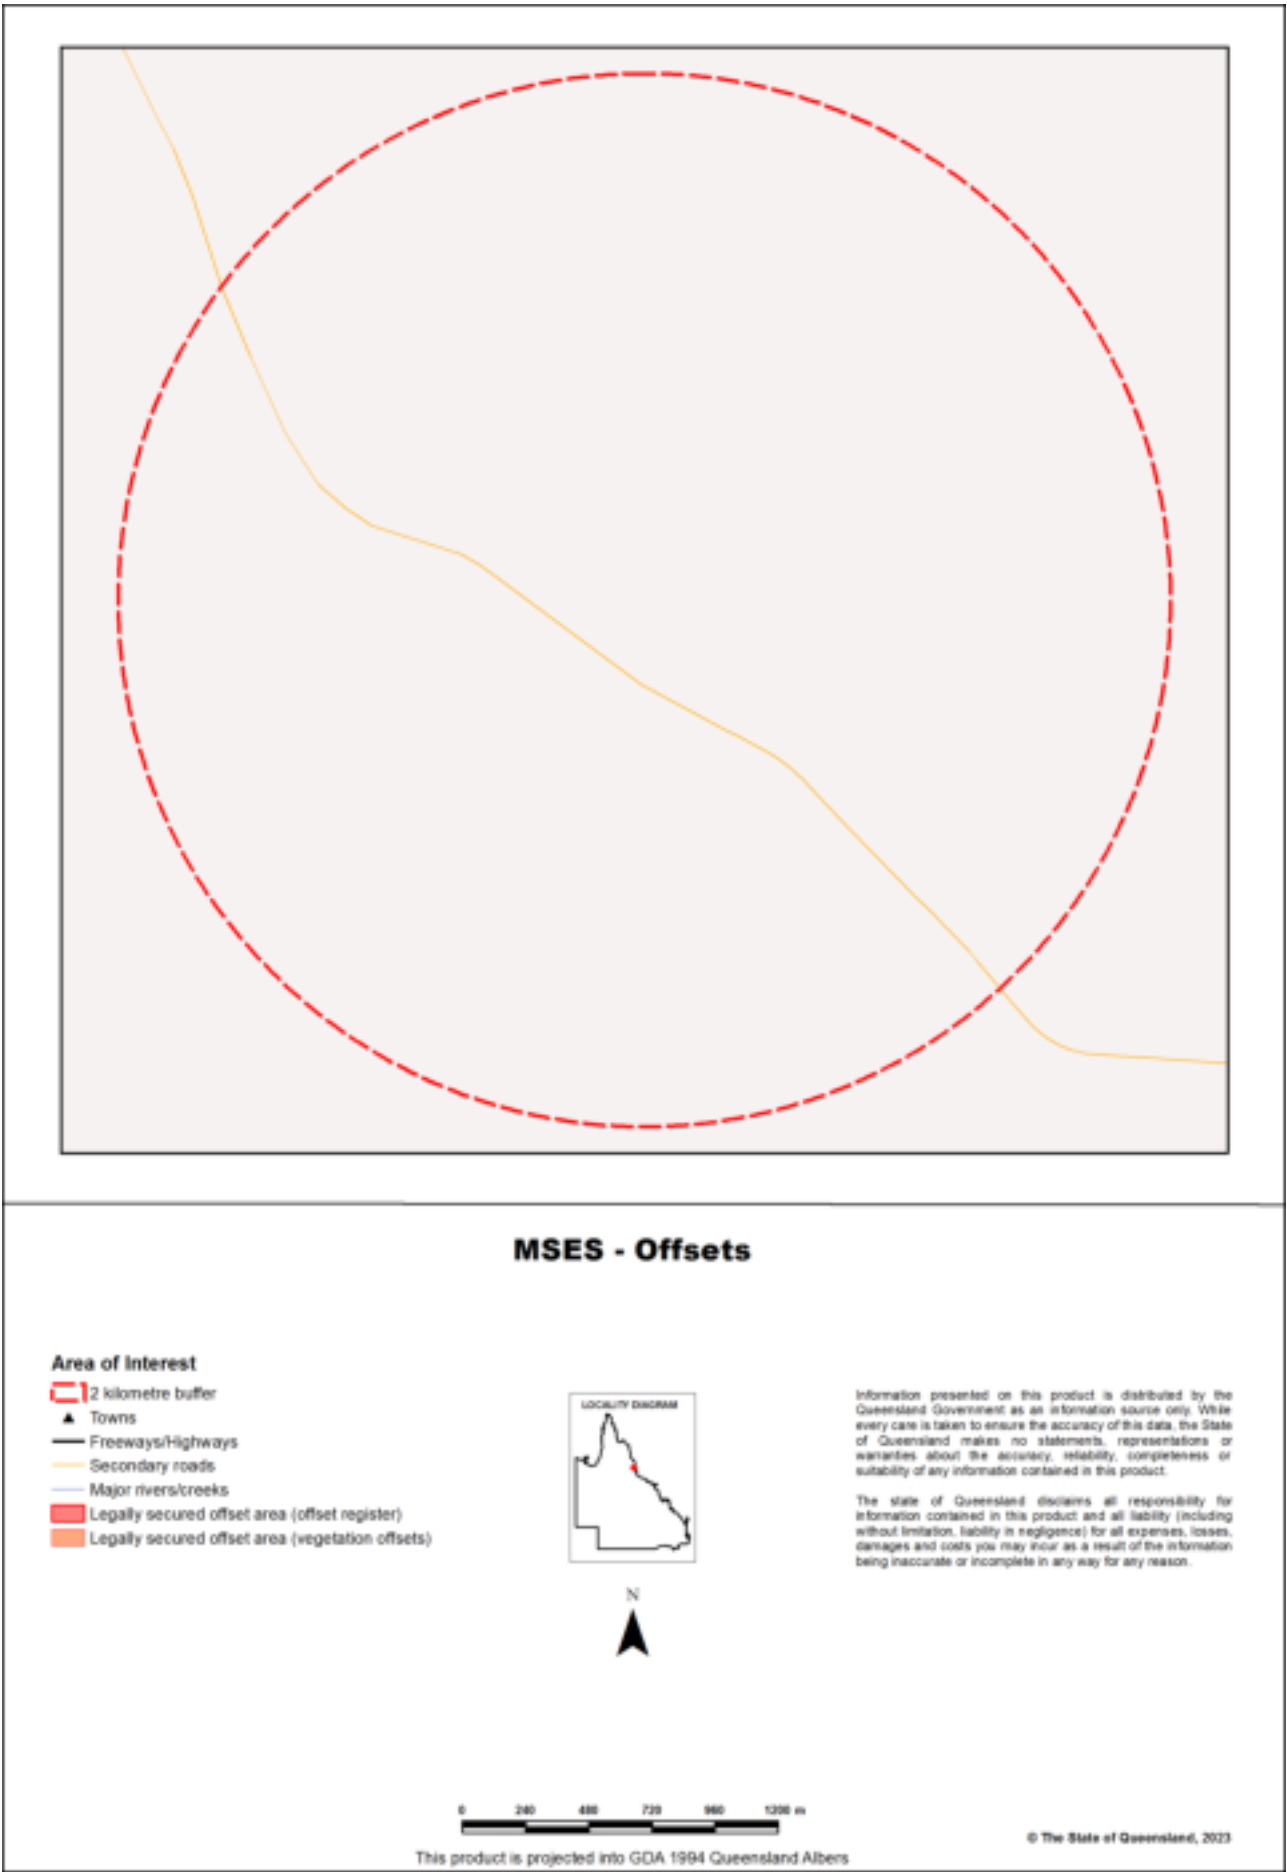 MSES - Offsets
Area of Interest
2 kilometre buffer
Towns
Freeways/Highways
Secondary roads
Major rivers/creeks
Legally secured offset area (offset register)
Legally secured offset area (vegetation offsets)
LOCALITY DIAGRAM
N
Information presented on this product is distributed by the
Queensland Government as an information source only. While
every care is taken to ensure the accuracy of this data, the State
of Queensland makes no statements, representations or
warranties about the accuracy, reliability, completeness or
suitability of any information contained in this product.
The state of Queensland disclaims all responsibility for
information contained in this product and all liability (including
without limitation, liability in negligence) for all expenses, losses,
damages and costs you may incur as a result of the information
being inaccurate or incomplete in any way for any reason.
0 240 480 720 960 1200 m
This product is projected into GDA 1994 Queensland Albers
© The State of Queensland, 2023